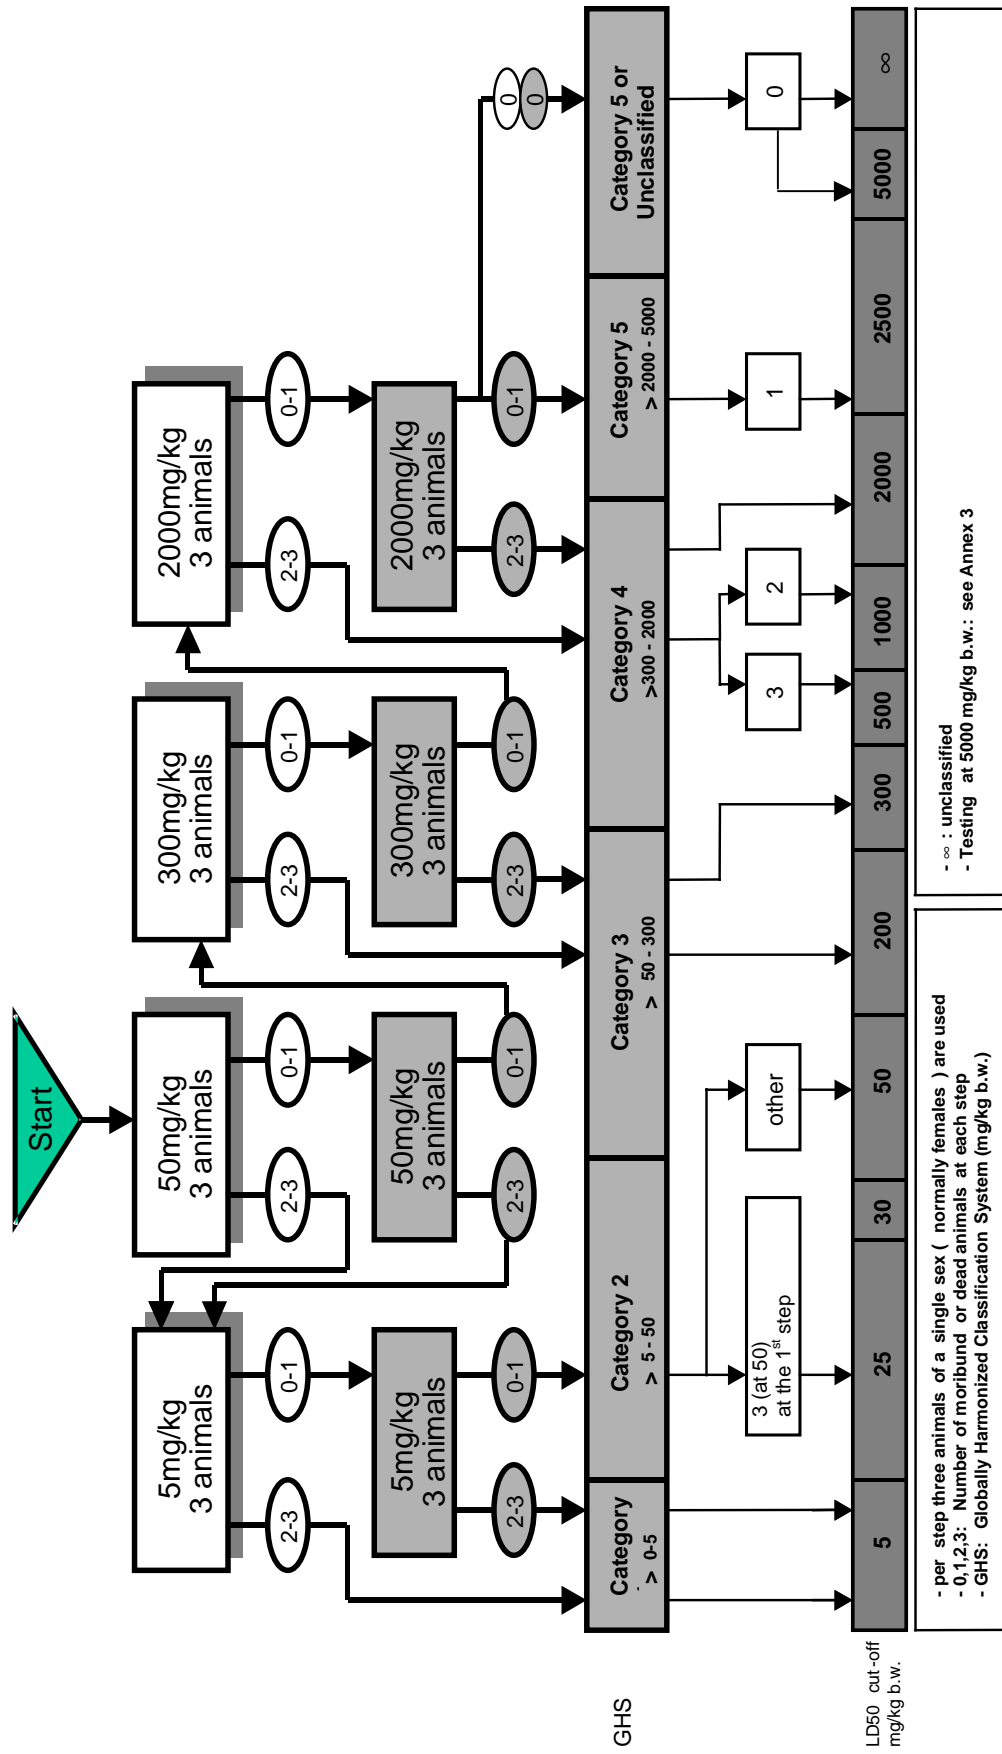 Start
5mg/kg
3 animals
50mg/kg
3 animals
300mg/kg
3 animals
2000mg/kg
3 animals
2-3
0-1
2-3
0-1
2-3
0-1
2-3
0-1
5mg/kg
3 animals
50mg/kg
3 animals
300mg/kg
3 animals
2000mg/kg
3 animals
2-3
0-1
2-3
0-1
2-3
0-1
2-3
0-1
0
0
GHS
Category
> 0-5
Category 2
> 5 - 50
Category 3
> 50 - 300
Category 4
>300 - 2000
Category 5
> 2000 - 5000
Category 5 or
Unclassified
3 (at 50)
at the 1st step
other
3
2
1
0
LD50 cut-off
mg/kg b.w.
5
25
30
50
200
300
500
1000
2000
2500
5000
∞
- per step three animals of a single sex ( normally females ) are used
- 0,1,2,3: Number of moribund or dead animals at each step
- GHS: Globally Harmonized Classification System (mg/kg b.w.)
- ∞ : unclassified
- Testing at 5000 mg/kg b.w.: see Annex 3